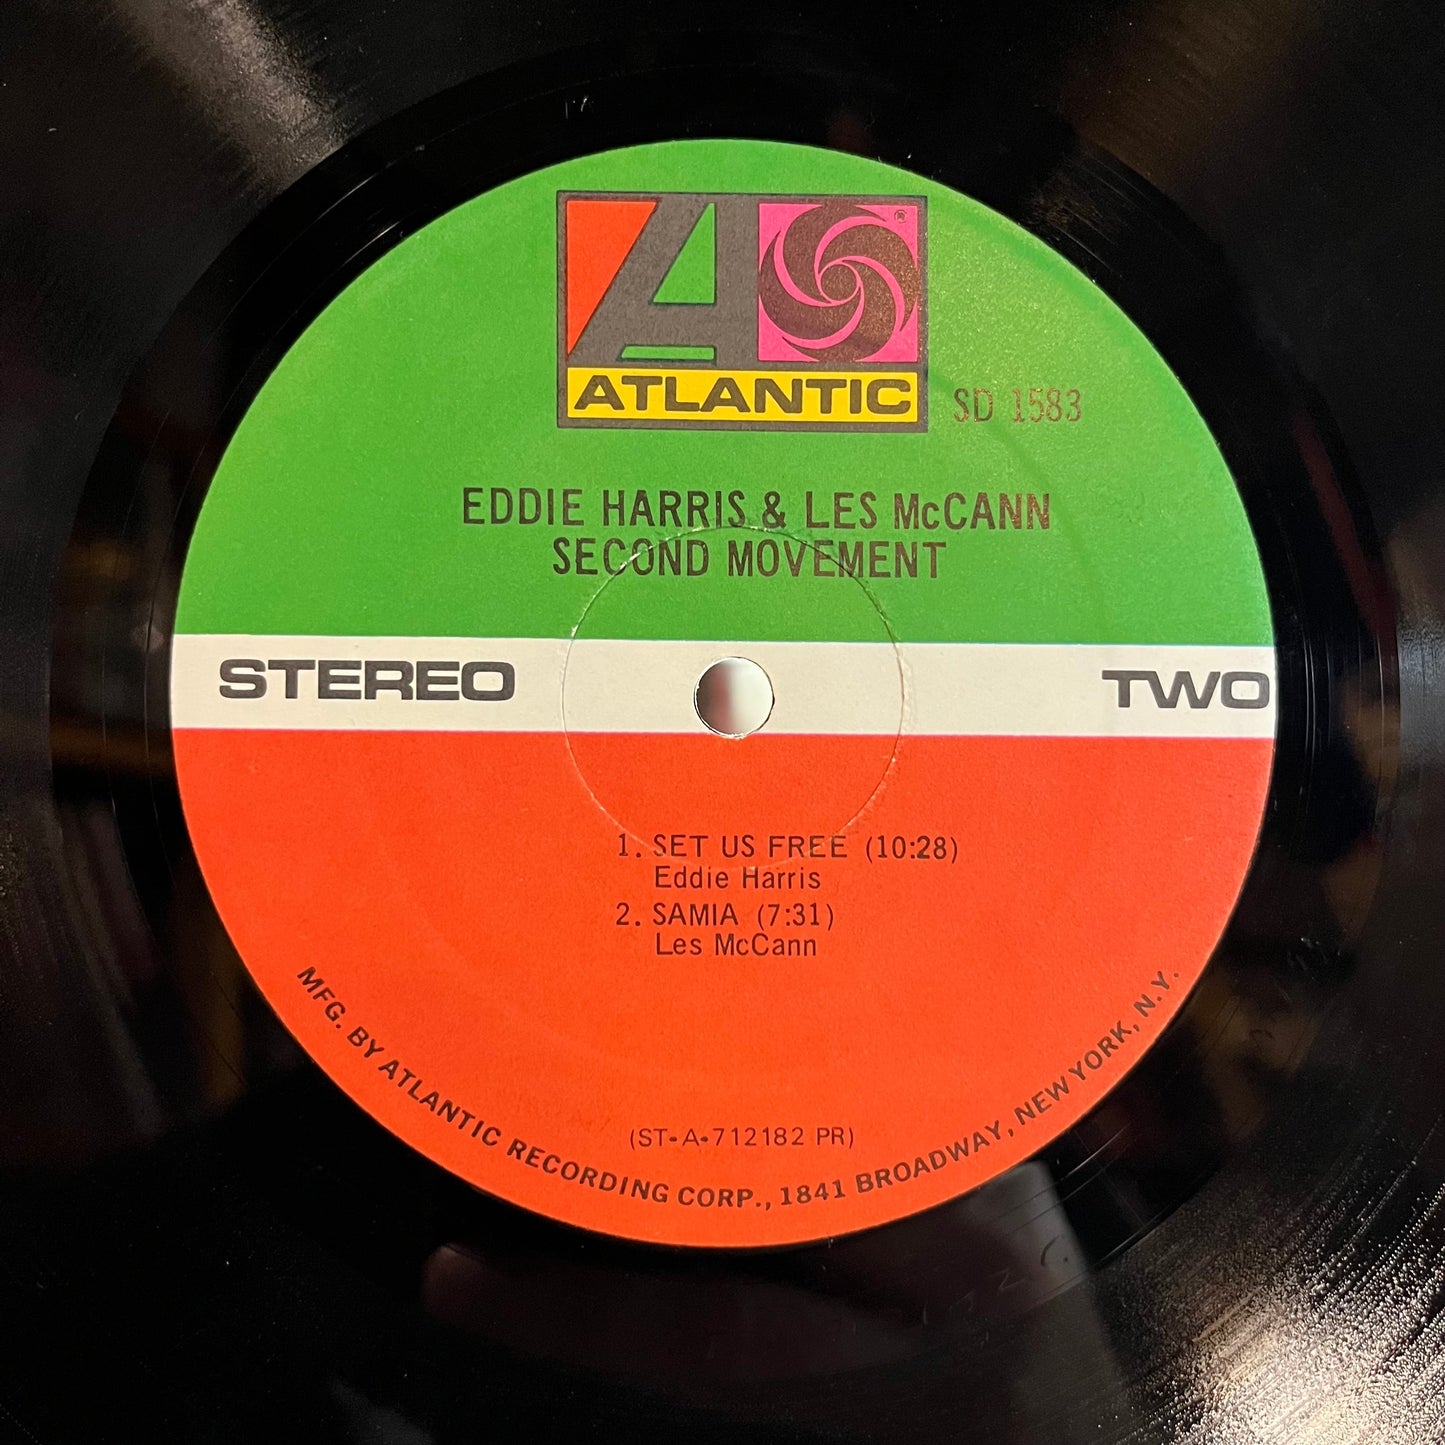 ATLANTIC ®
SD 1583
EDDIE HARRIS & LES McCANN
SECOND MOVEMENT
STEREO
TWO
1. SET US FREE (10:28)
Eddie Harris
2. SAMIA (7:31)
Les McCann
(ST-A-712182 PR)
MFG. BY ATLANTIC RECORDING CORP., 1841 BROADWAY, NEW YORK, N.Y.